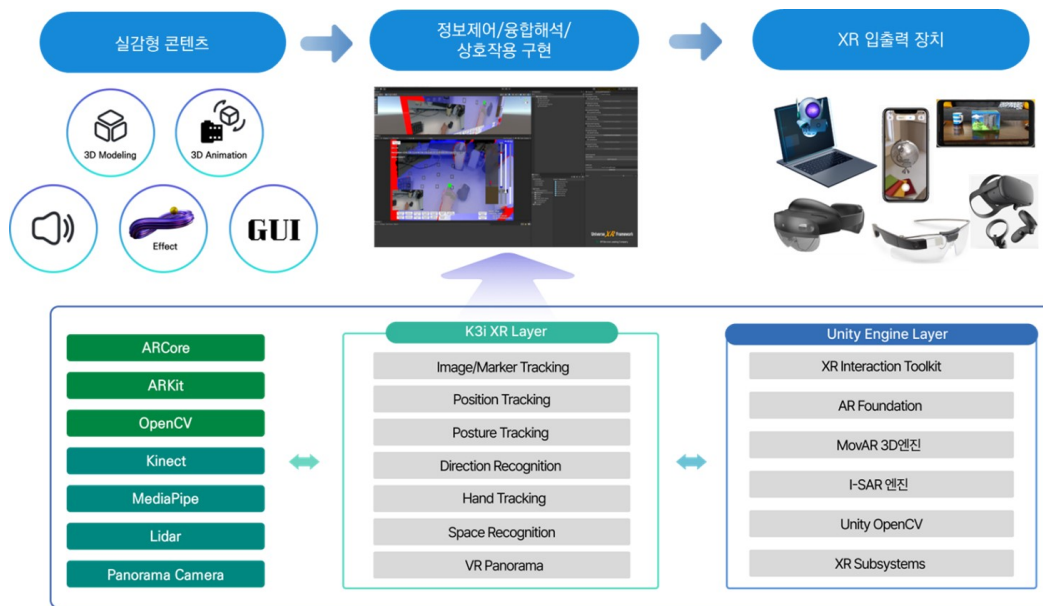 실감형 콘텐츠
정보제어/융합해석/
상호작용 구현
XR 입출력 장치
3D Modeling
3D Animation
Effect
GUI
K3i XR Layer
Unity Engine Layer
ARCore
ARKit
OpenCV
Kinect
MediaPipe
Lidar
Panorama Camera
Image/Marker Tracking
Position Tracking
Posture Tracking
Direction Recognition
Hand Tracking
Space Recognition
VR Panorama
XR Interaction Toolkit
AR Foundation
MovAR 3D엔진
I-SAR 엔진
Unity OpenCV
XR Subsystems